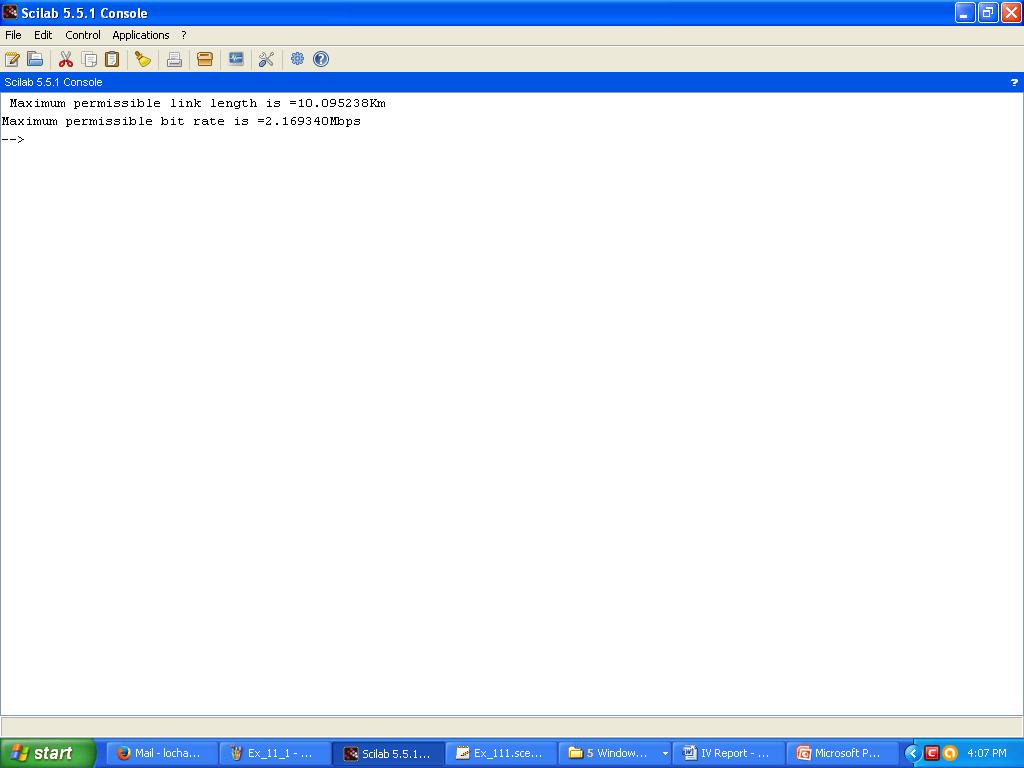 Scilab 5.5.1 Console
File Edit Control Applications ?
Scilab 5.5.1 Console ?
Maximum permissible link length is =10.095238Km
Maximum permissible bit rate is =2.169340Mbps
-->
start Mail - locha... Ex_11_1 - ... Scilab 5.5.1... Ex_111.sce... 5 Window... IV Report - ... Microsoft P... 4:07 PM